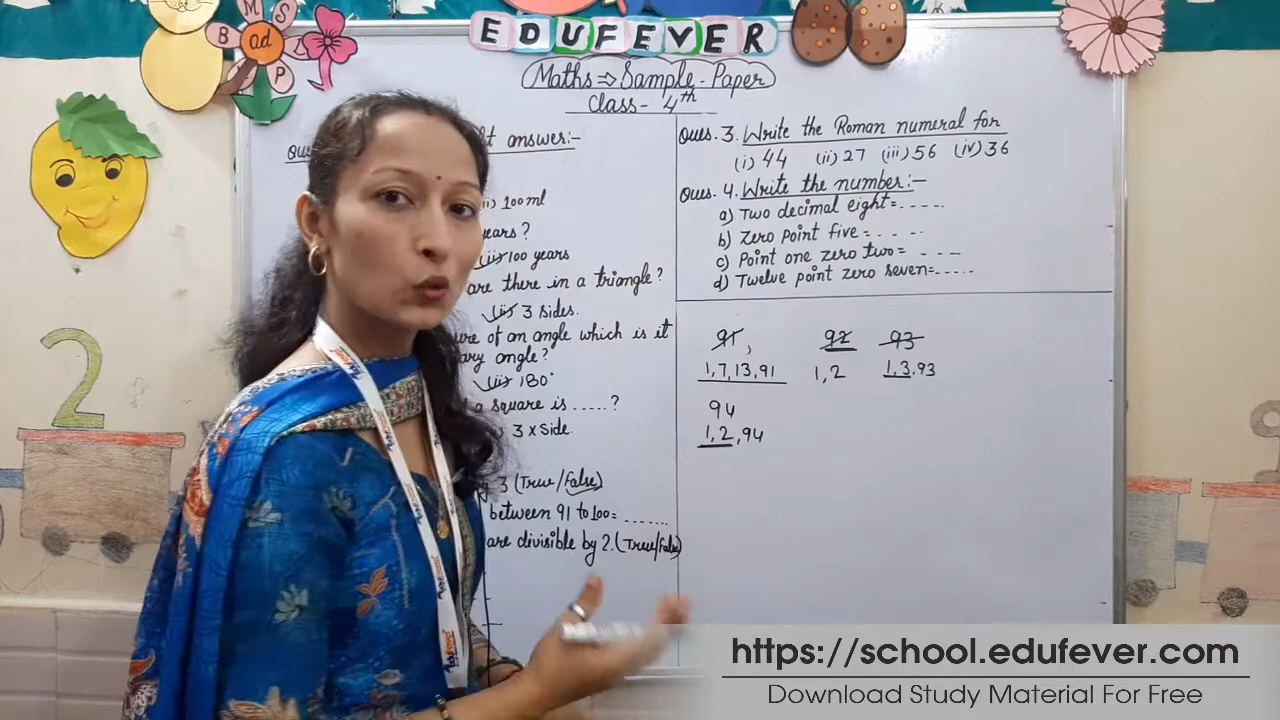 EDUFEVER
Maths ⇒ Sample-Paper
Class- 4th
B M S P
ad
answer:-
100 ml
years?
(ii) 100 years
are there in a triangle?
(ii) 3 sides.
of an angle which is it
angle?
(ii) 180°
a square is .....?
3 x side.
3 (True/False)
between 91 to 100= ......
are divisible by 2. (True/False)
Ques. 3. Write the Roman numeral for
(i) 44 (ii) 27 (iii) 56 (iv) 36
Ques. 4. Write the number:-
a) Two decimal eight= .....
b) Zero point five = .....
c) Point one zero two= .....
d) Twelve point zero seven=.....
91, 92 93
1,7,13,91 1,2 1,3,93
94
1,2,94
2
https://school.edufever.com
Download Study Material For Free